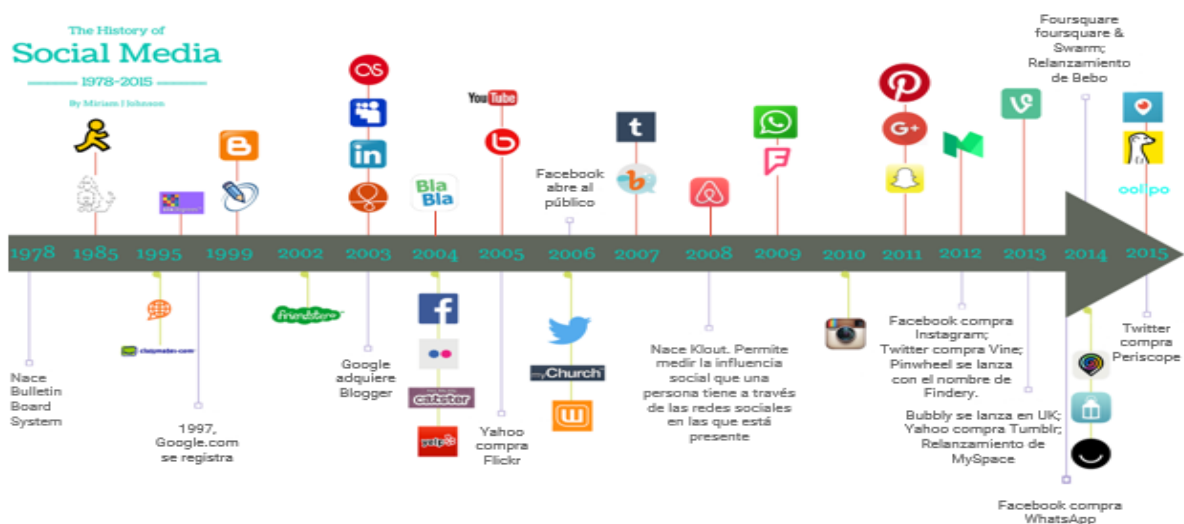 The History of
Social Media
1978-2015
By Miriam J Johnson
Foursquare
foursquare &
Swarm;
Relanzamiento
de Bebo
You Tube
Bla
Bla
Facebook
abre al
público
t
in
G+
1978 1985 1995 1999 2002 2003 2004 2005 2006 2007 2008 2009 2010 2011 2012 2013 2014 2015
friendster
classmates.com
Nace
Bulletin
Board
System
1997,
Google.com
se registra
Google
adquiere
Blogger
catster
yelp
Yahoo
compra
Flickr
myChurch
Nace Klout. Permite
medir la influencia
social que una
persona tiene a través
de las redes sociales
en las que está
presente
Facebook compra
Instagram;
Twitter compra Vine;
Pinwheel se lanza
con el nombre de
Findery.
Bubbly se lanza en UK;
Yahoo compra Tumblr;
Relanzamiento de
MySpace
Twitter
compra
Periscope
Facebook compra
WhatsApp